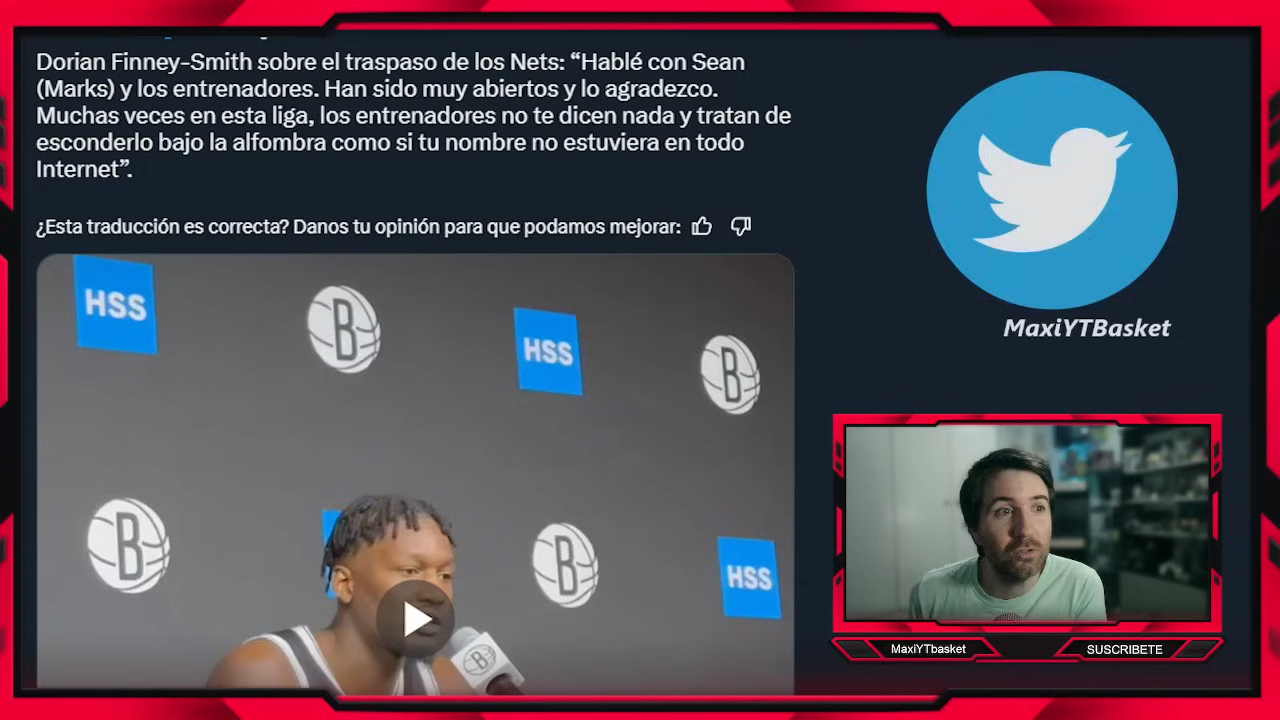 Dorian Finney-Smith sobre el traspaso de los Nets: “Hablé con Sean
(Marks) y los entrenadores. Han sido muy abiertos y lo agradezco.
Muchas veces en esta liga, los entrenadores no te dicen nada y tratan de
esconderlo bajo la alfombra como si tu nombre no estuviera en todo
Internet”.
¿Esta traducción es correcta? Danos tu opinión para que podamos mejorar:
HSS
B
HSS
B
B
B
HSS
MaxiYTBasket
MaxiYTbasket
SUSCRIBETE